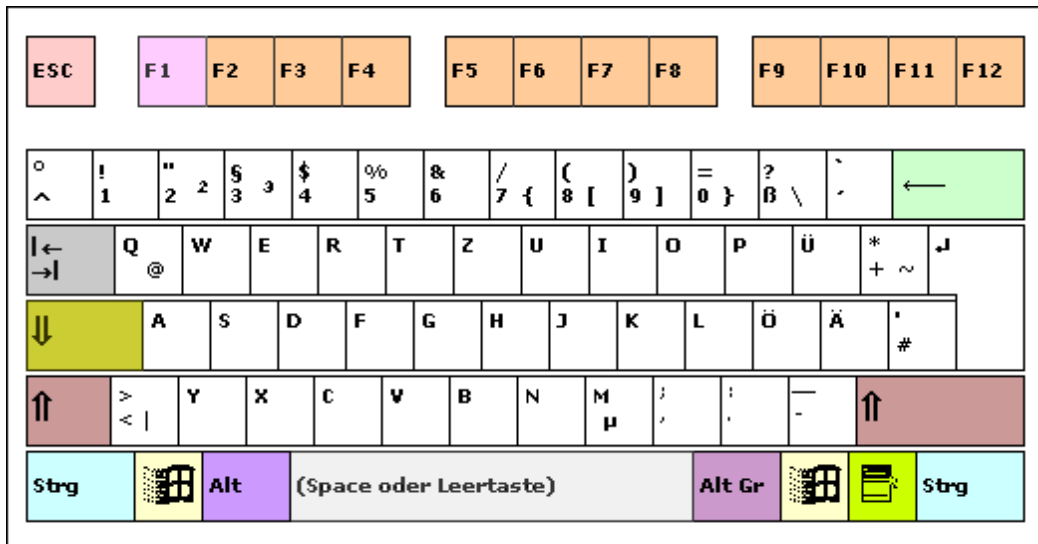 ESC F1 F2 F3 F4 F5 F6 F7 F8 F9 F10 F11 F12
° ! " § $ % & / ( ) = ? `
^ 1 2 ² 3 ³ 4 5 6 7 { 8 [ 9 ] 0 } ß \ ´ ←
|← Q W E R T Z U I O P Ü * ↲
→| @ + ~
⇓ A S D F G H J K L Ö Ä '
#
⇑ > Y X C V B N M ; : — ⇑
< | µ , . -
Strg Alt (Space oder Leertaste) Alt Gr Strg